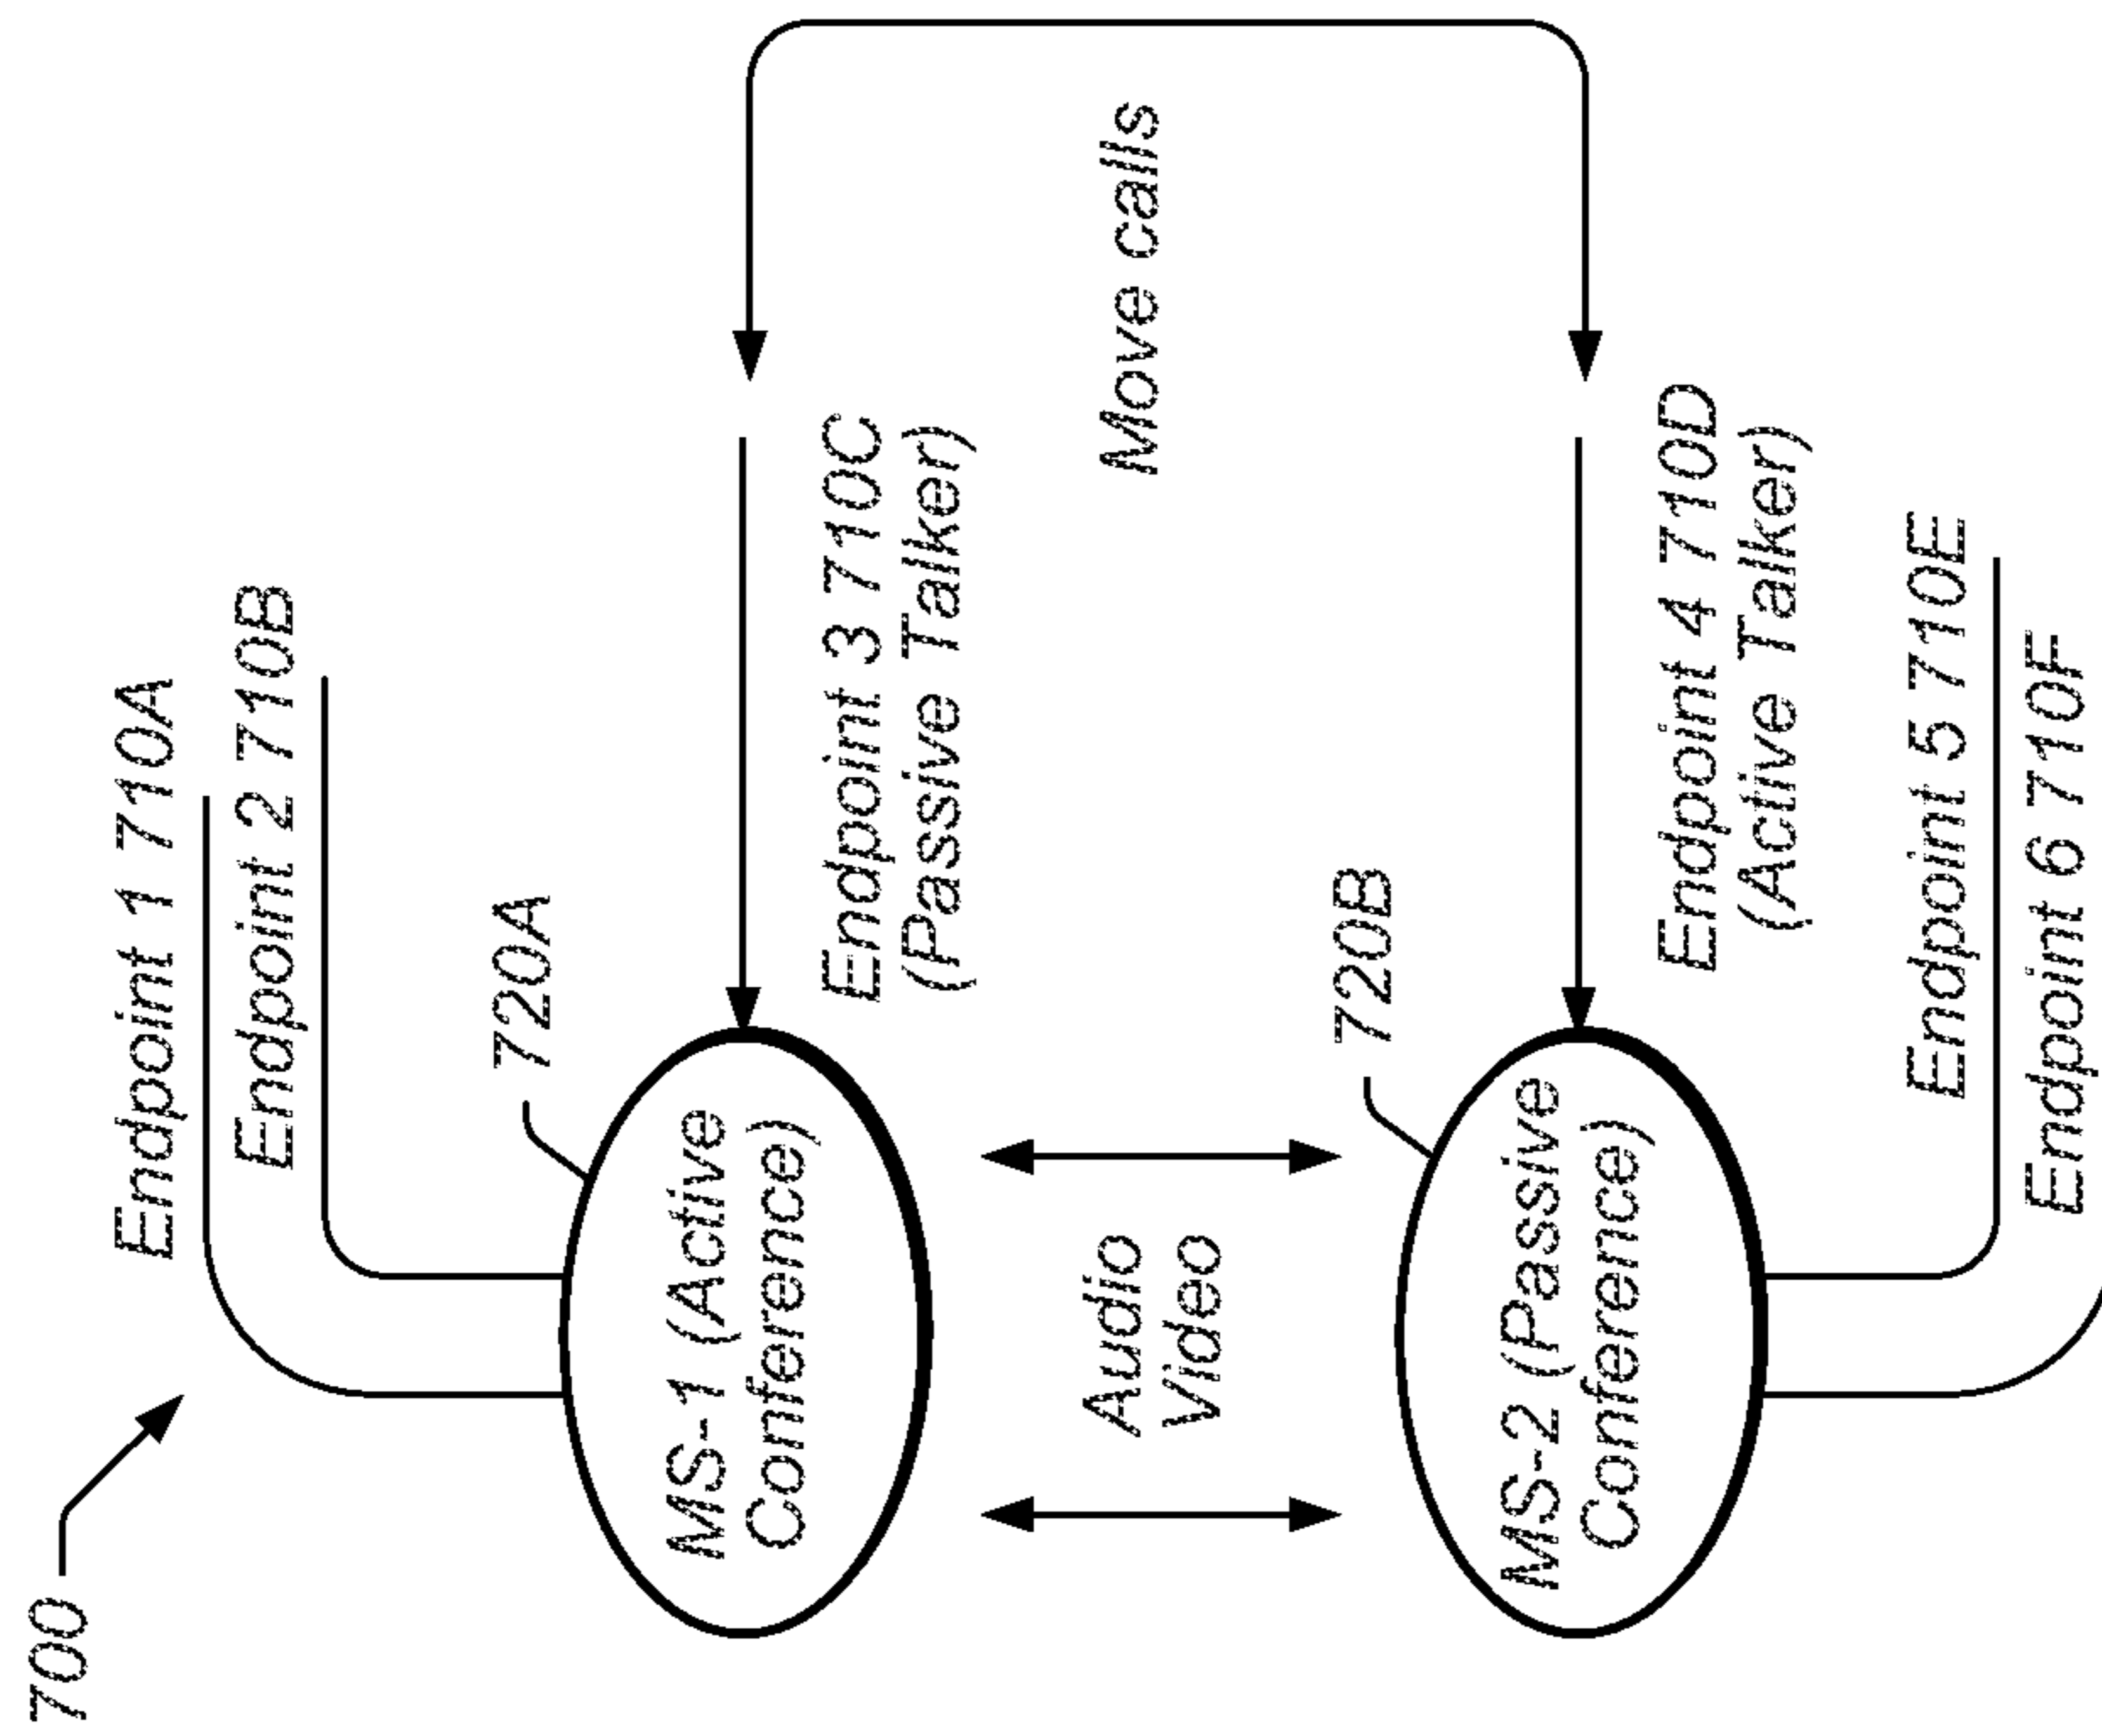 700
Endpoint 1 710A
Endpoint 2 710B
720A
MS-1 (Active
Conference)
Endpoint 3 710C
(Passive Talker)
Audio
Video
Move calls
720B
MS-2 (Passive
Conference)
Endpoint 4 710D
(Active Talker)
Endpoint 5 710E
Endpoint 6 710F